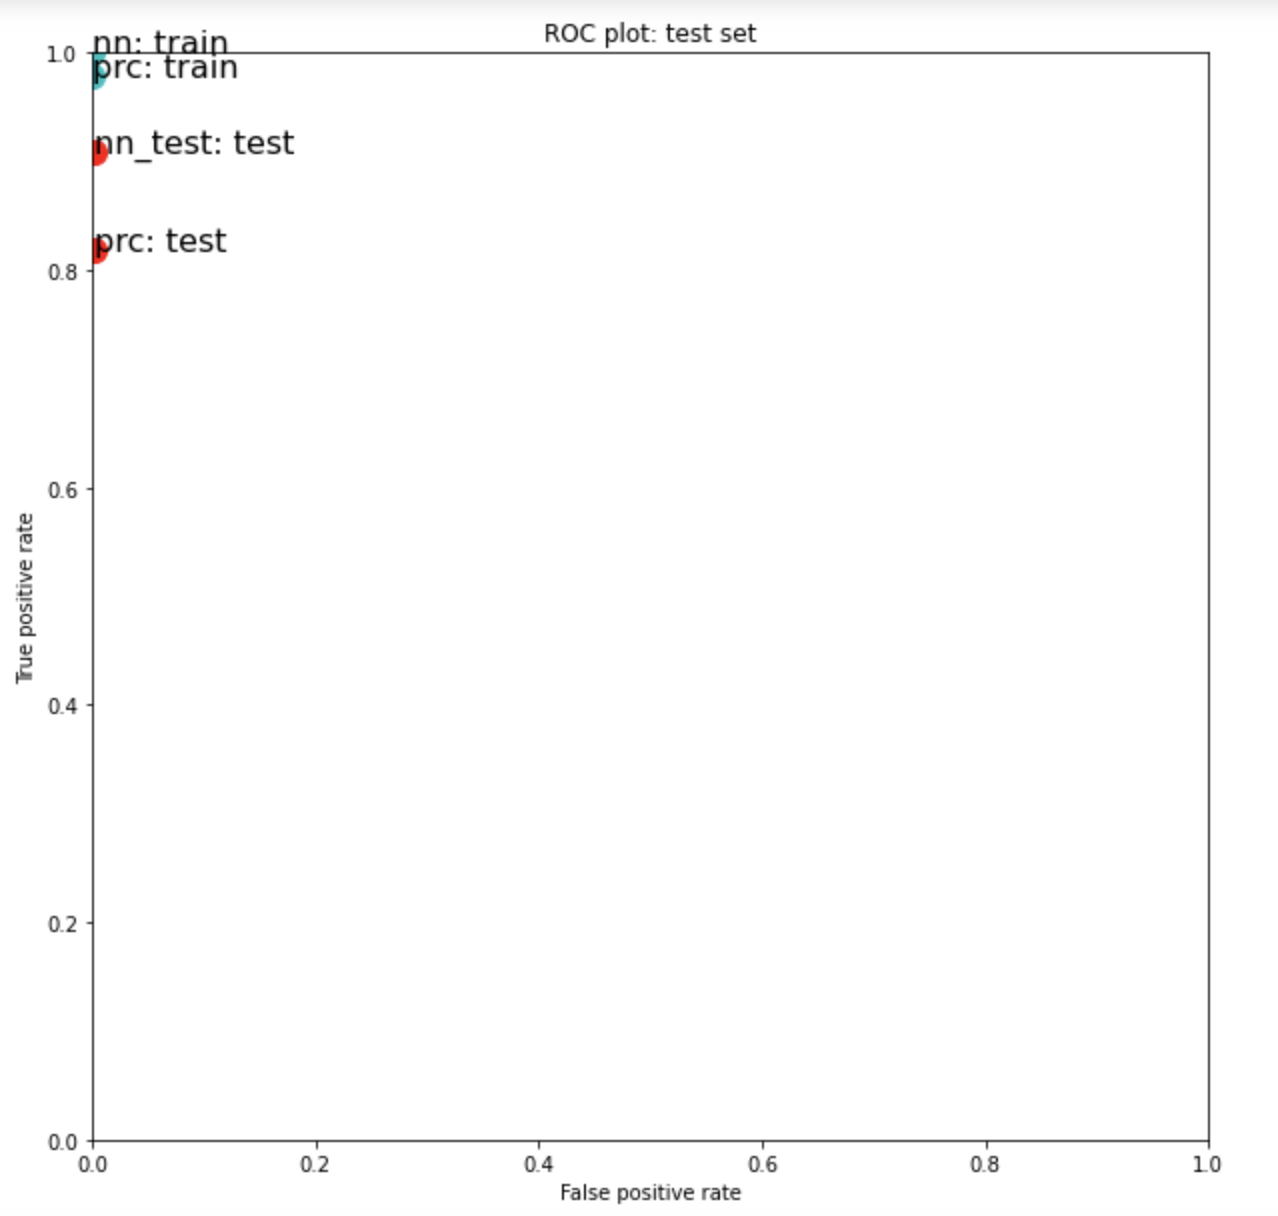 ROC plot: test set
nn: train
1.0
prc: train
nn_test: test
prc: test
0.8
0.6
True positive rate
0.4
0.2
0.0
0.0 0.2 0.4 0.6 0.8 1.0
False positive rate